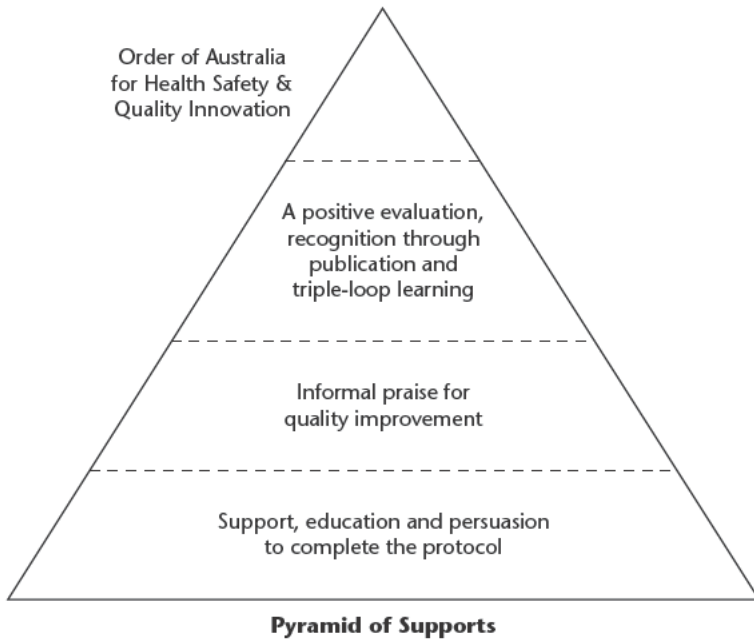 Order of Australia
for Health Safety &
Quality Innovation
A positive evaluation,
recognition through
publication and
triple-loop learning
Informal praise for
quality improvement
Support, education and persuasion
to complete the protocol
Pyramid of Supports